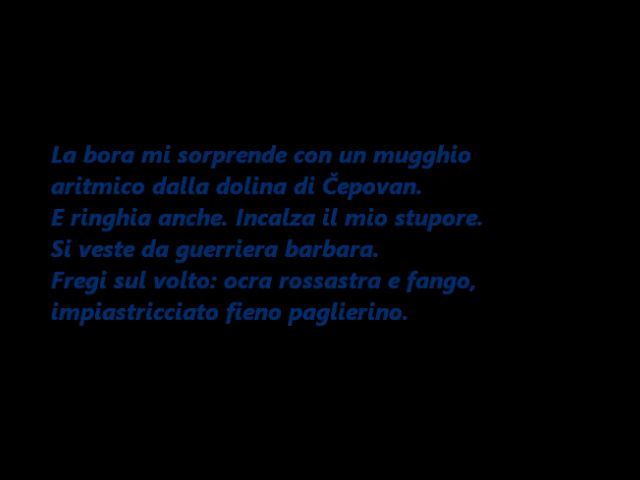 La bora mi sorprende con un mugghio
aritmico dalla dolina di Čepovan.
E ringhia anche. Incalza il mio stupore.
Si veste da guerriera barbara.
Fregi sul volto: ocra rossastra e fango,
impiastricciato fieno paglierino.